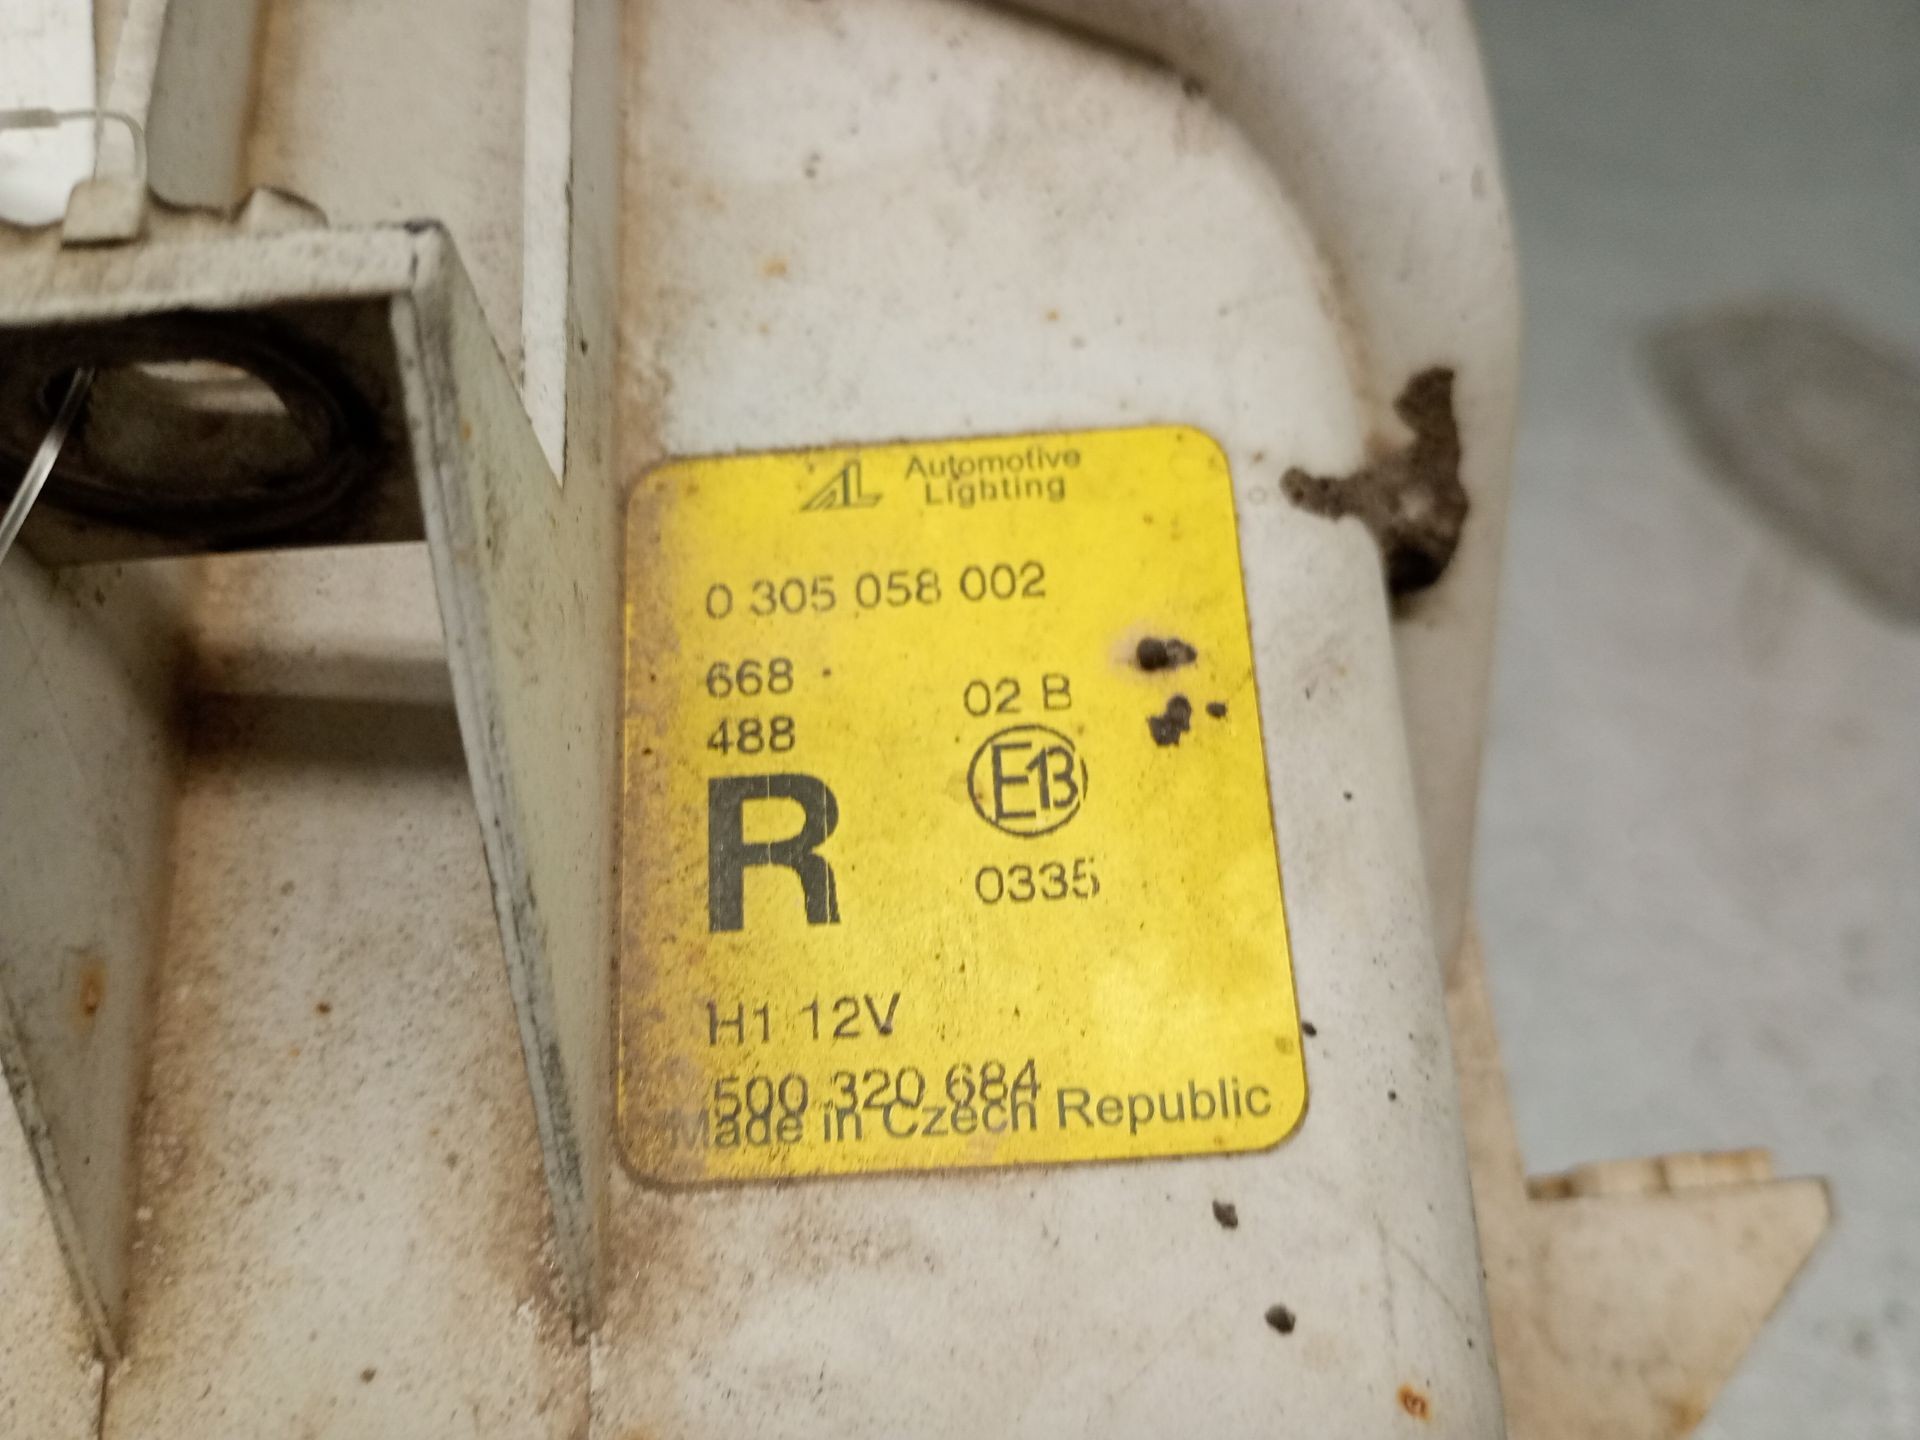 AL Automotive
Lighting
0 305 058 002
668
488
02 B
R
E13
0335
H1 12V
500 320 684
Made in Czech Republic